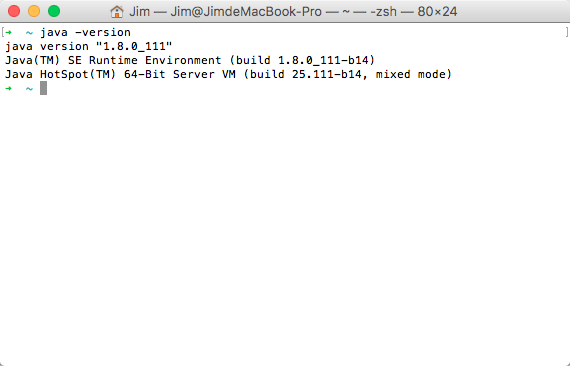 Jim — Jim@JimdeMacBook-Pro — ~ — -zsh — 80×24
[➜  ~ java -version ]
java version "1.8.0_111"
Java(TM) SE Runtime Environment (build 1.8.0_111-b14)
Java HotSpot(TM) 64-Bit Server VM (build 25.111-b14, mixed mode)
➜  ~